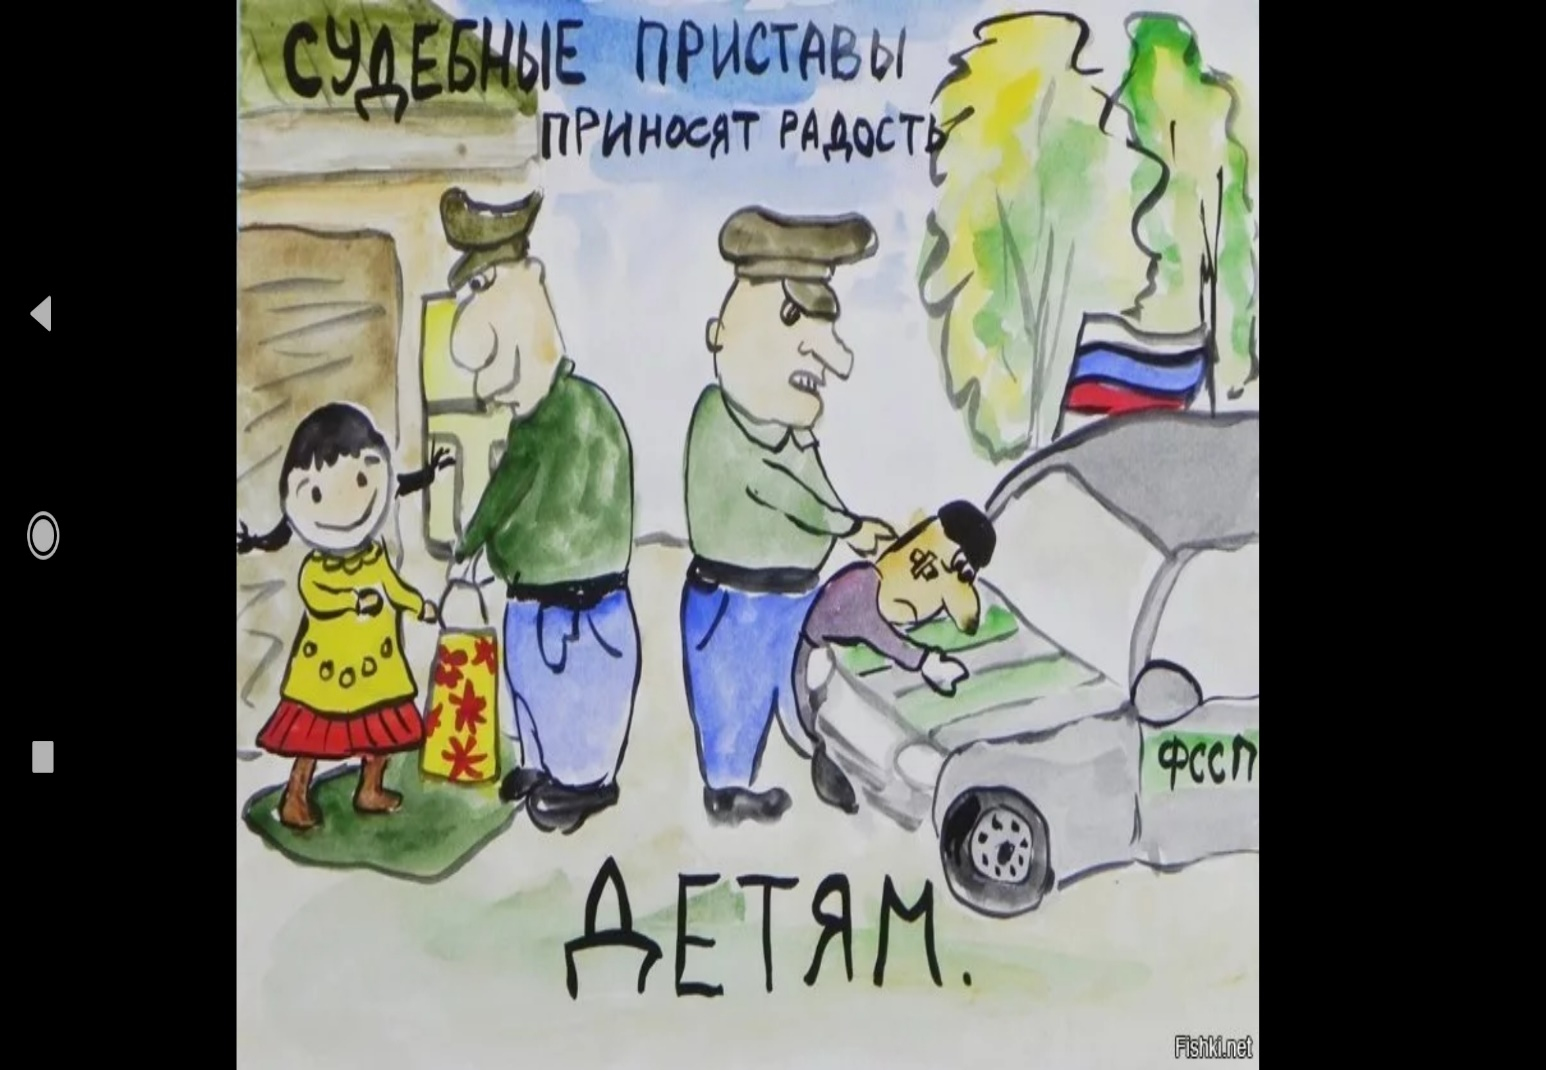 СУДЕБНЫЕ ПРИСТАВЫ
ПРИНОСЯТ РАДОСТЬ
ФССП
ДЕТЯМ.
Fishki.net